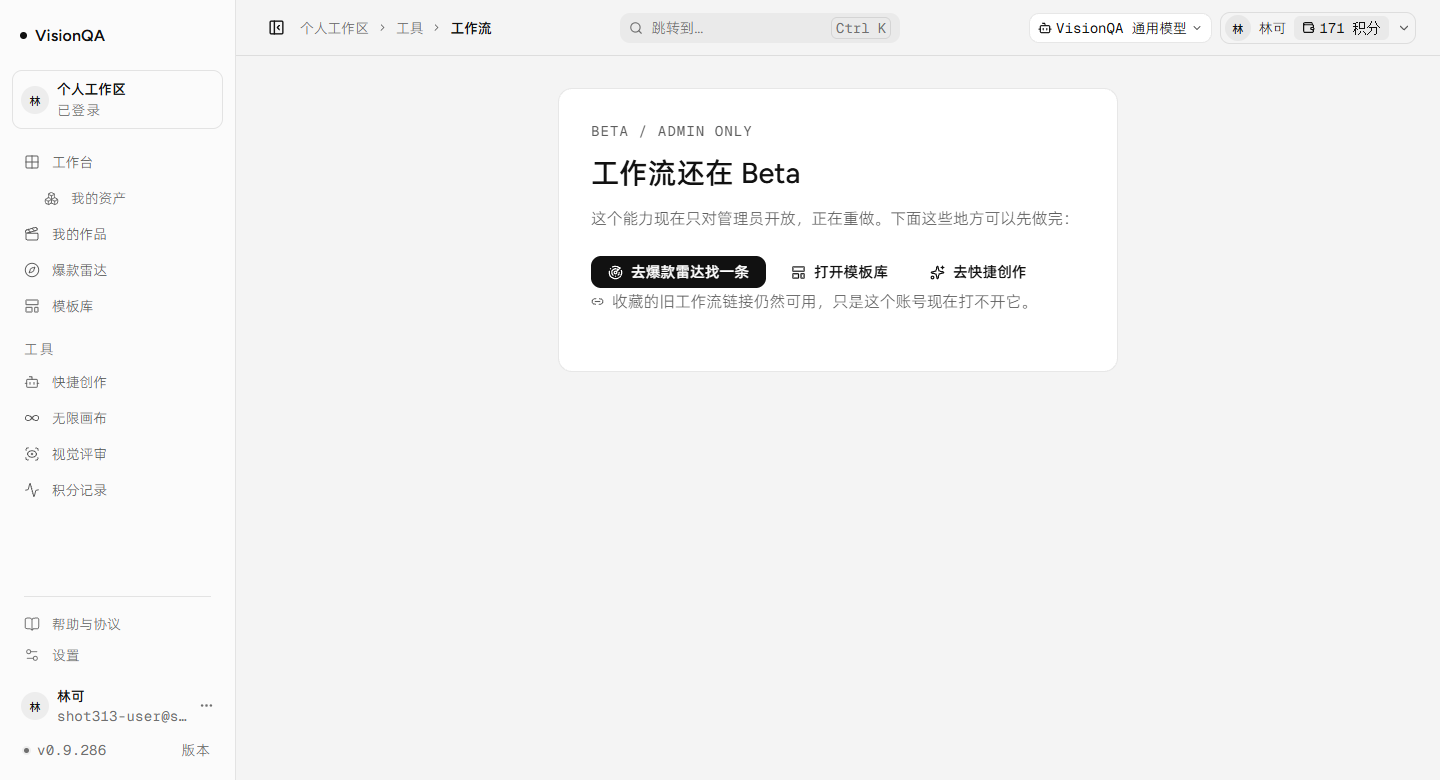 VisionQA
林
个人工作区
已登录
工作台
我的资产
我的作品
爆款雷达
模板库
工具
快捷创作
无限画布
视觉评审
积分记录
帮助与协议
设置
林
林可
shot313-user@s…
v0.9.286 版本
个人工作区 工具 工作流
跳转到… Ctrl K
VisionQA 通用模型
林 林可 171 积分
BETA / ADMIN ONLY
工作流还在 Beta
这个能力现在只对管理员开放，正在重做。下面这些地方可以先做完：
去爆款雷达找一条 打开模板库 去快捷创作
收藏的旧工作流链接仍然可用，只是这个账号现在打不开它。